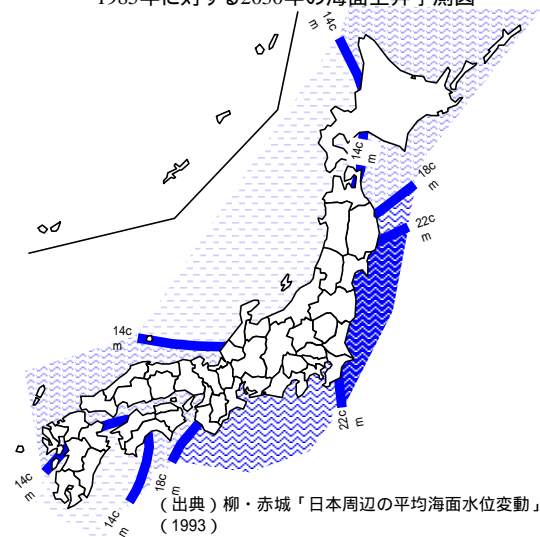 1985年に対する2030年の海面上昇予測図
14cm
14cm
18cm
22cm
14cm
22cm
14cm
14cm
18cm
(出典)柳・赤城「日本周辺の平均海面水位変動」
(1993)